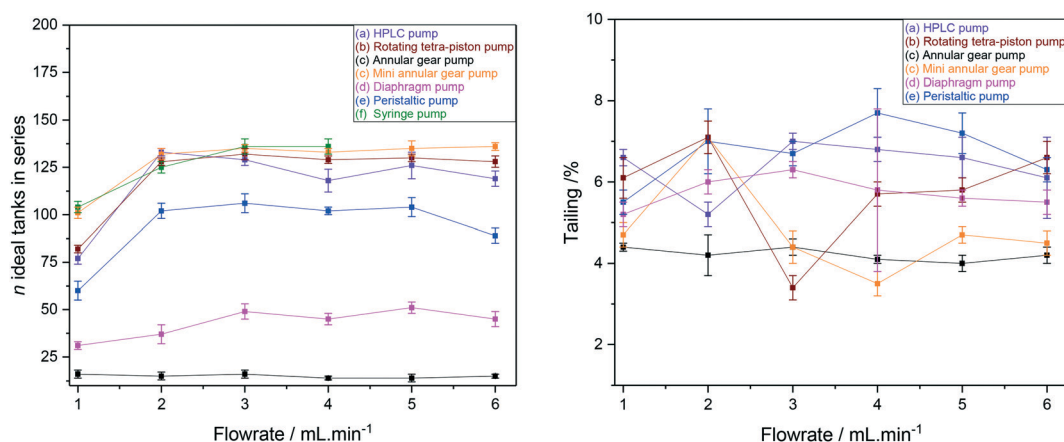 200
175
150
125
100
75
50
25
n ideal tanks in series
(a) HPLC pump
(b) Rotating tetra-piston pump
(c) Annular gear pump
(c) Mini annular gear pump
(d) Diaphragm pump
(e) Peristaltic pump
(f) Syringe pump
1 2 3 4 5 6
Flowrate / mL.min⁻¹
10
8
6
4
2
0
Tailing /%
(a) HPLC pump
(b) Rotating tetra-piston pump
(c) Annular gear pump
(c) Mini annular gear pump
(d) Diaphragm pump
(e) Peristaltic pump
1 2 3 4 5 6
Flowrate / mL.min⁻¹